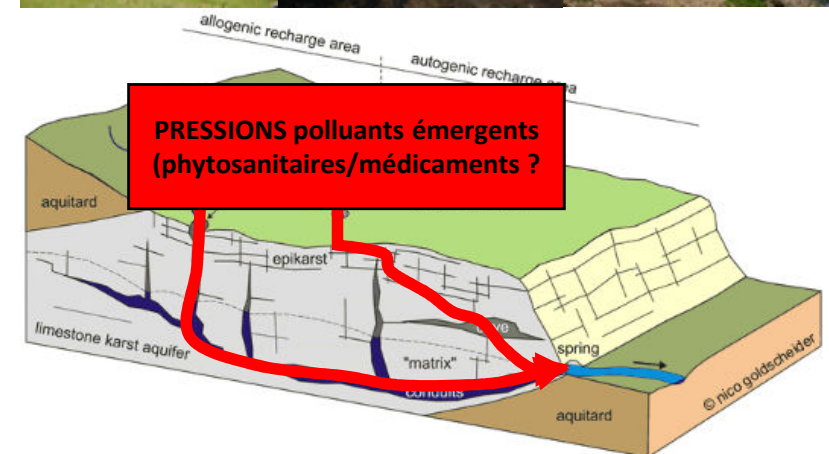 allogenic recharge area
autogenic recharge area
PRESSIONS polluants émergents
(phytosanitaires/médicaments ?
aquitard
epikarst
limestone karst aquifer
"matrix"
spring
conduits
aquitard
© nico goldscheider